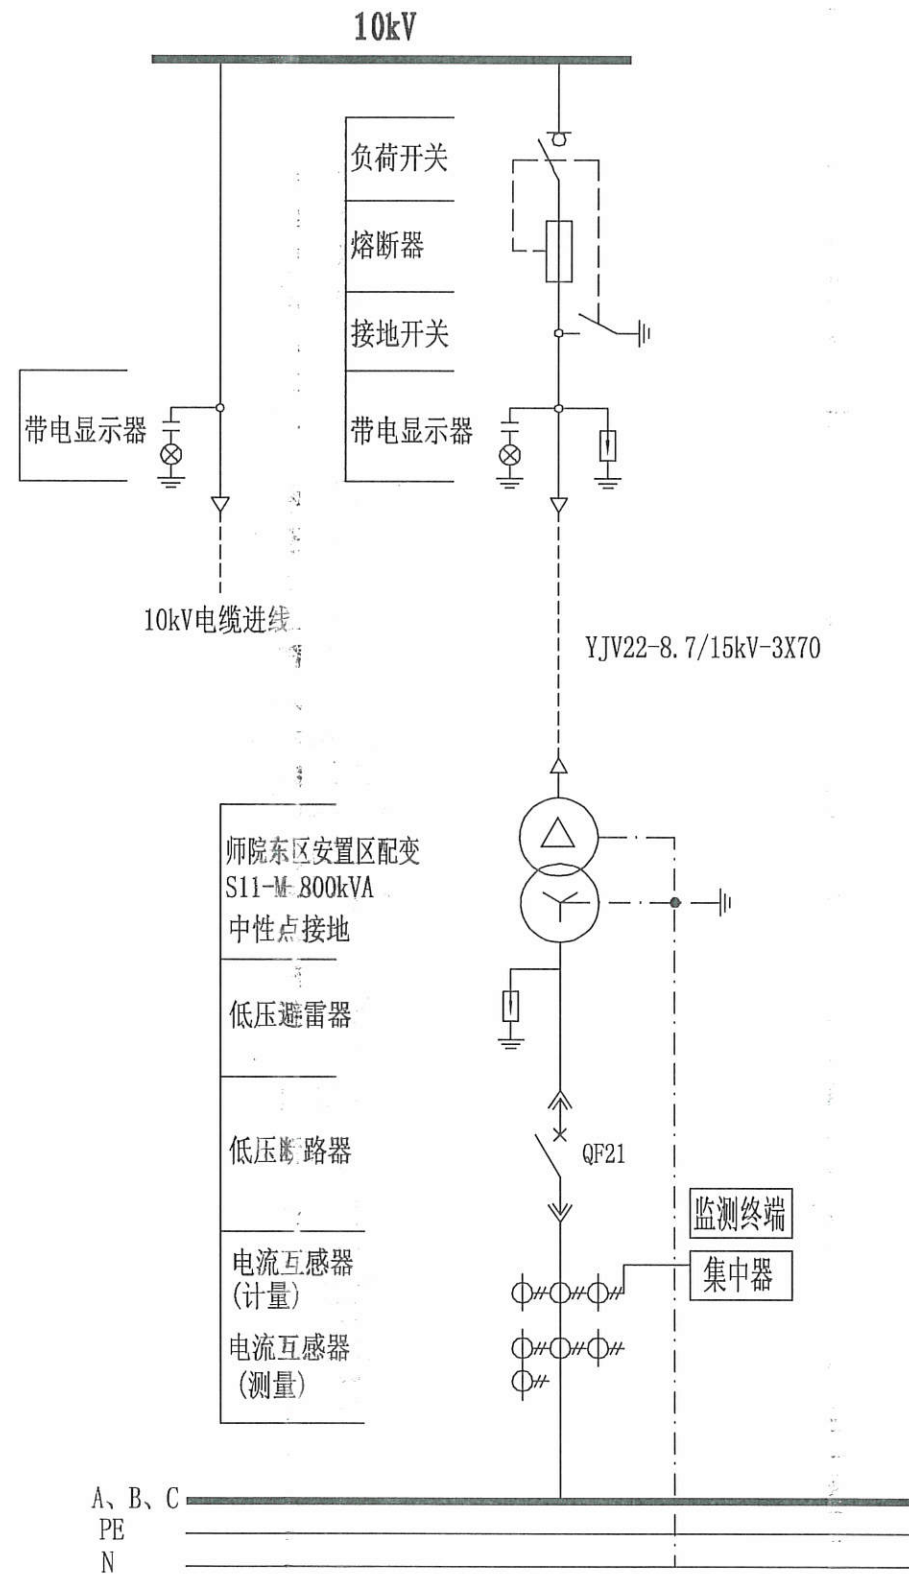 10kV
负荷开关
熔断器
接地开关
带电显示器
带电显示器
10kV电缆进线
YJV22-8.7/15kV-3X70
师院东区安置区配变
S11-M-800kVA
中性点接地
低压避雷器
低压断路器
QF21
监测终端
集中器
电流互感器
(计量)
电流互感器
(测量)
A、B、C
PE
N